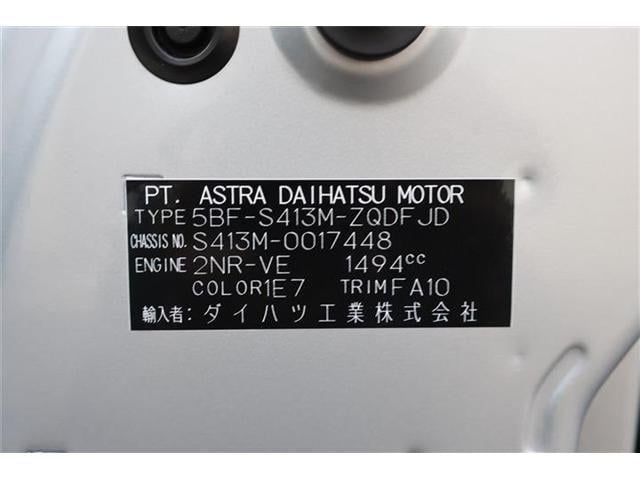 PT. ASTRA DAIHATSU MOTOR
TYPE 5BF-S413M-ZQDFJD
CHASSIS NO. S413M-0017448
ENGINE 2NR-VE 1494cc
COLOR 1E7 TRIM FA10
輸入者: ダイハツ工業株式会社